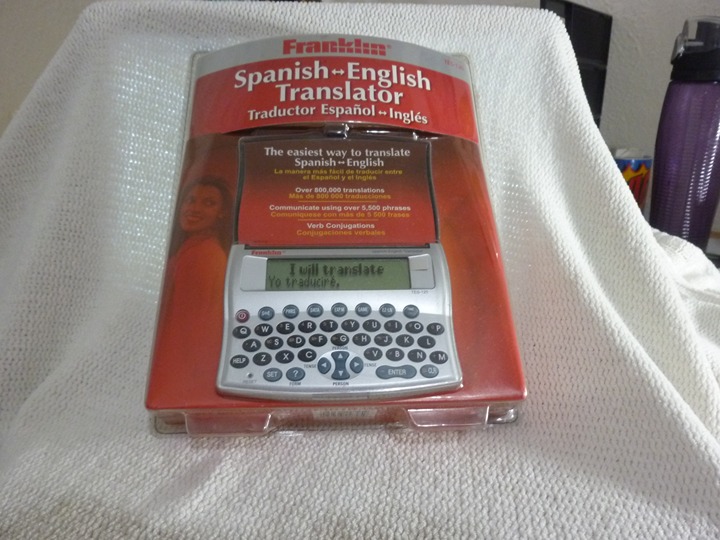 Franklin
Spanish↔English
Translator
Traductor Español↔Inglés
The easiest way to translate
Spanish↔English
La manera más fácil de traducir entre
el Español y el Inglés
Over 800,000 translations
Más de 800 000 traducciones
Communicate using over 5,500 phrases
Comuníquese con más de 5 500 frases
Verb Conjugations
Conjugaciones verbales
Franklin
I will translate
Yo traduciré,
Q W E R T Y U I O P
A S D F G H J K L
HELP Z X C V B N M
SET ? ENTER CLR
PERSON